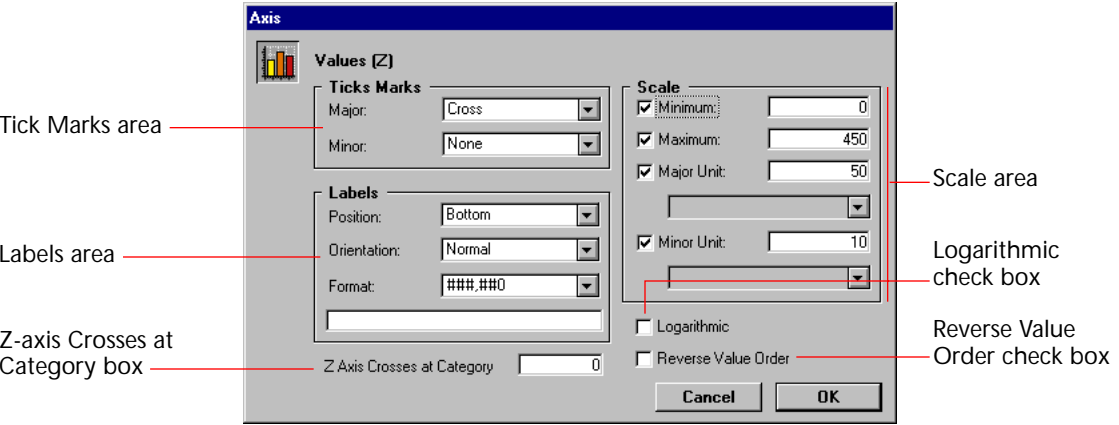 Axis
Values (Z)
Ticks Marks
Major: Cross
Minor: None
Labels
Position: Bottom
Orientation: Normal
Format: ###,##0
Z Axis Crosses at Category 0
Scale
Minimum: 0
Maximum: 450
Major Unit: 50
Minor Unit: 10
Logarithmic
Reverse Value Order
Cancel
OK
Tick Marks area
Labels area
Z-axis Crosses at
Category box
Scale area
Logarithmic
check box
Reverse Value
Order check box